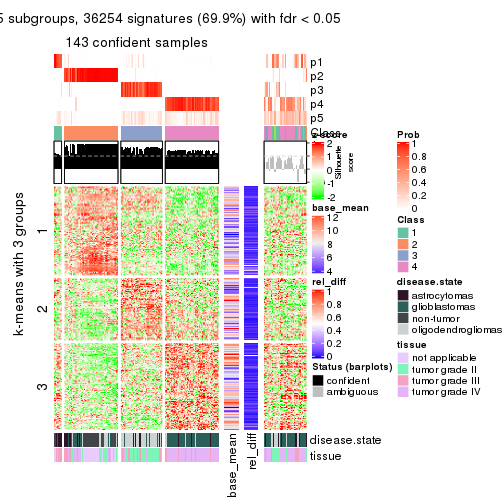 5 subgroups, 36254 signatures (69.9%) with fdr < 0.05
143 confident samples
p1
p2
p3
p4
p5
Class
k-means with 3 groups
1
2
3
z-score
2
1
0
-1
-2
Silhouette
score
base_mean
12
10
8
6
4
rel_diff
1
0.8
0.6
0.4
0.2
0
Status (barplots)
confident
ambiguous
Prob
1
0.8
0.6
0.4
0.2
0
Class
1
2
3
4
disease.state
astrocytomas
glioblastomas
non-tumor
oligodendrogliomas
tissue
not applicable
tumor grade II
tumor grade III
tumor grade IV
disease.state
tissue
base_mean
rel_diff